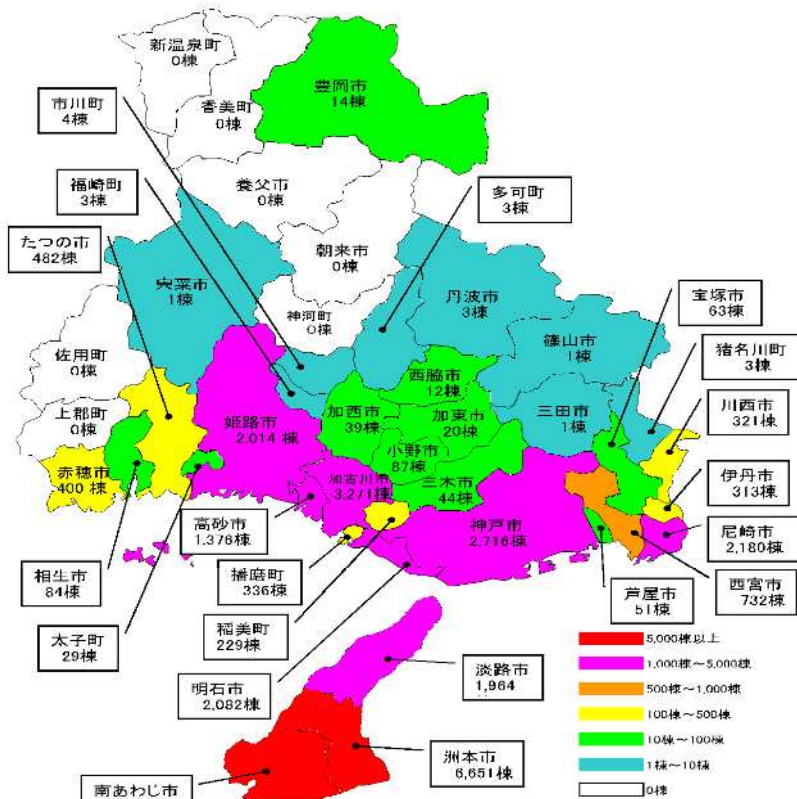 新温泉町
0棟
豊岡市
14棟
市川町
4棟
香美町
0棟
福崎町
3棟
養父市
0棟
多可町
3棟
たつの市
482棟
朝来市
0棟
宍粟市
1棟
丹波市
3棟
宝塚市
63棟
神河町
0棟
篠山市
1棟
猪名川町
3棟
佐用町
0棟
西脇市
12棟
川西市
321棟
上郡町
0棟
姫路市
2,014 棟
加西市
39棟
加東市
20棟
三田市
1棟
小野市
87棟
赤穂市
400 棟
加古川市
3,271棟
三木市
44棟
伊丹市
313棟
高砂市
1,376棟
神戸市
2,716棟
尼崎市
2,180棟
相生市
84棟
播磨町
336棟
芦屋市
51棟
西宮市
732棟
太子町
29棟
稲美町
229棟
明石市
2,082棟
淡路市
1,964
洲本市
6,651棟
南あわじ市
5,000棟以上
1,000棟～5,000棟
500棟～1,000棟
100棟～500棟
10棟～100棟
1棟～10棟
0棟